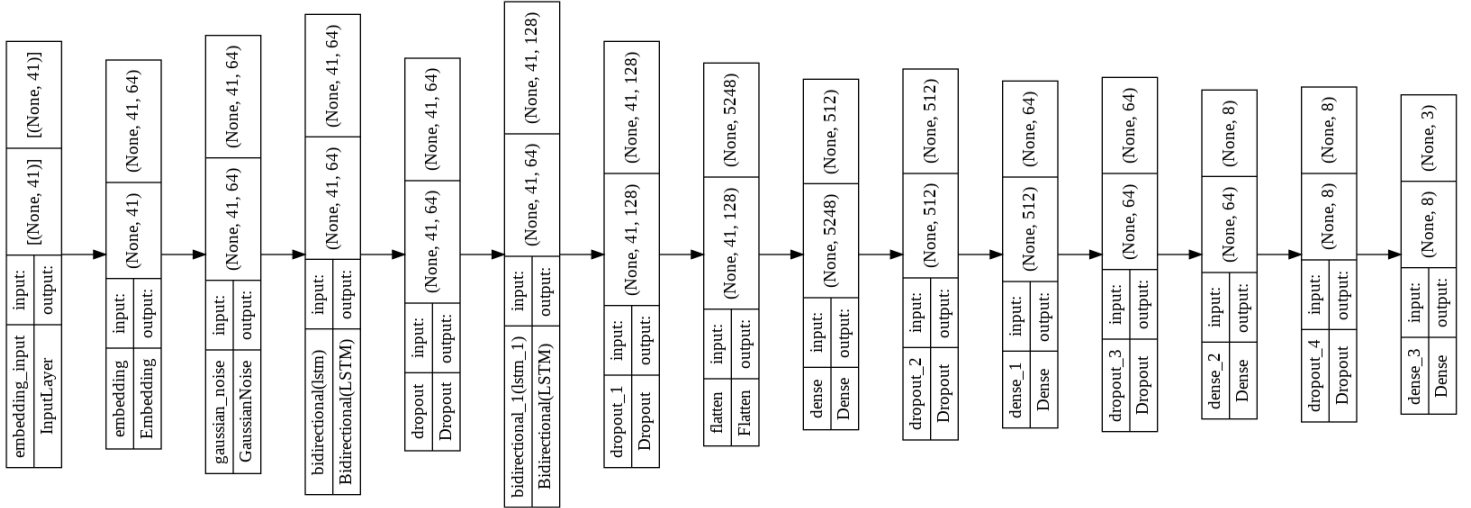 embedding_input input: [(None, 41)] [(None, 41)]
InputLayer output:
embedding input: (None, 41) (None, 41, 64)
Embedding output:
gaussian_noise input: (None, 41, 64) (None, 41, 64)
GaussianNoise output:
bidirectional(lstm) input: (None, 41, 64) (None, 41, 64)
Bidirectional(LSTM) output:
dropout input: (None, 41, 64) (None, 41, 64)
Dropout output:
bidirectional_1(lstm_1) input: (None, 41, 64) (None, 41, 128)
Bidirectional(LSTM) output:
dropout_1 input: (None, 41, 128) (None, 41, 128)
Dropout output:
flatten input: (None, 41, 128) (None, 5248)
Flatten output:
dense input: (None, 5248) (None, 512)
Dense output:
dropout_2 input: (None, 512) (None, 512)
Dropout output:
dense_1 input: (None, 512) (None, 64)
Dense output:
dropout_3 input: (None, 64) (None, 64)
Dropout output:
dense_2 input: (None, 64) (None, 8)
Dense output:
dropout_4 input: (None, 8) (None, 8)
Dropout output:
dense_3 input: (None, 8) (None, 3)
Dense output: